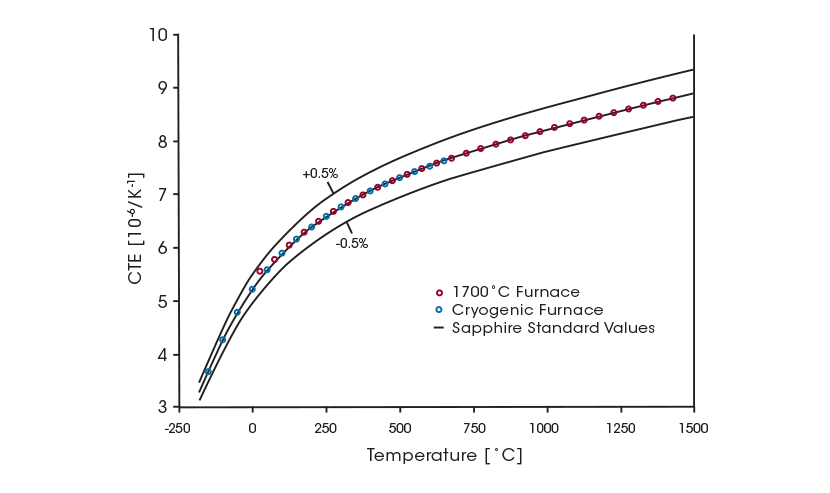 10
9
8
7
6
5
4
3
CTE [10⁻⁶/K⁻¹]
+0.5%
-0.5%
1700°C Furnace
Cryogenic Furnace
Sapphire Standard Values
-250 0 250 500 750 1000 1250 1500
Temperature [°C]